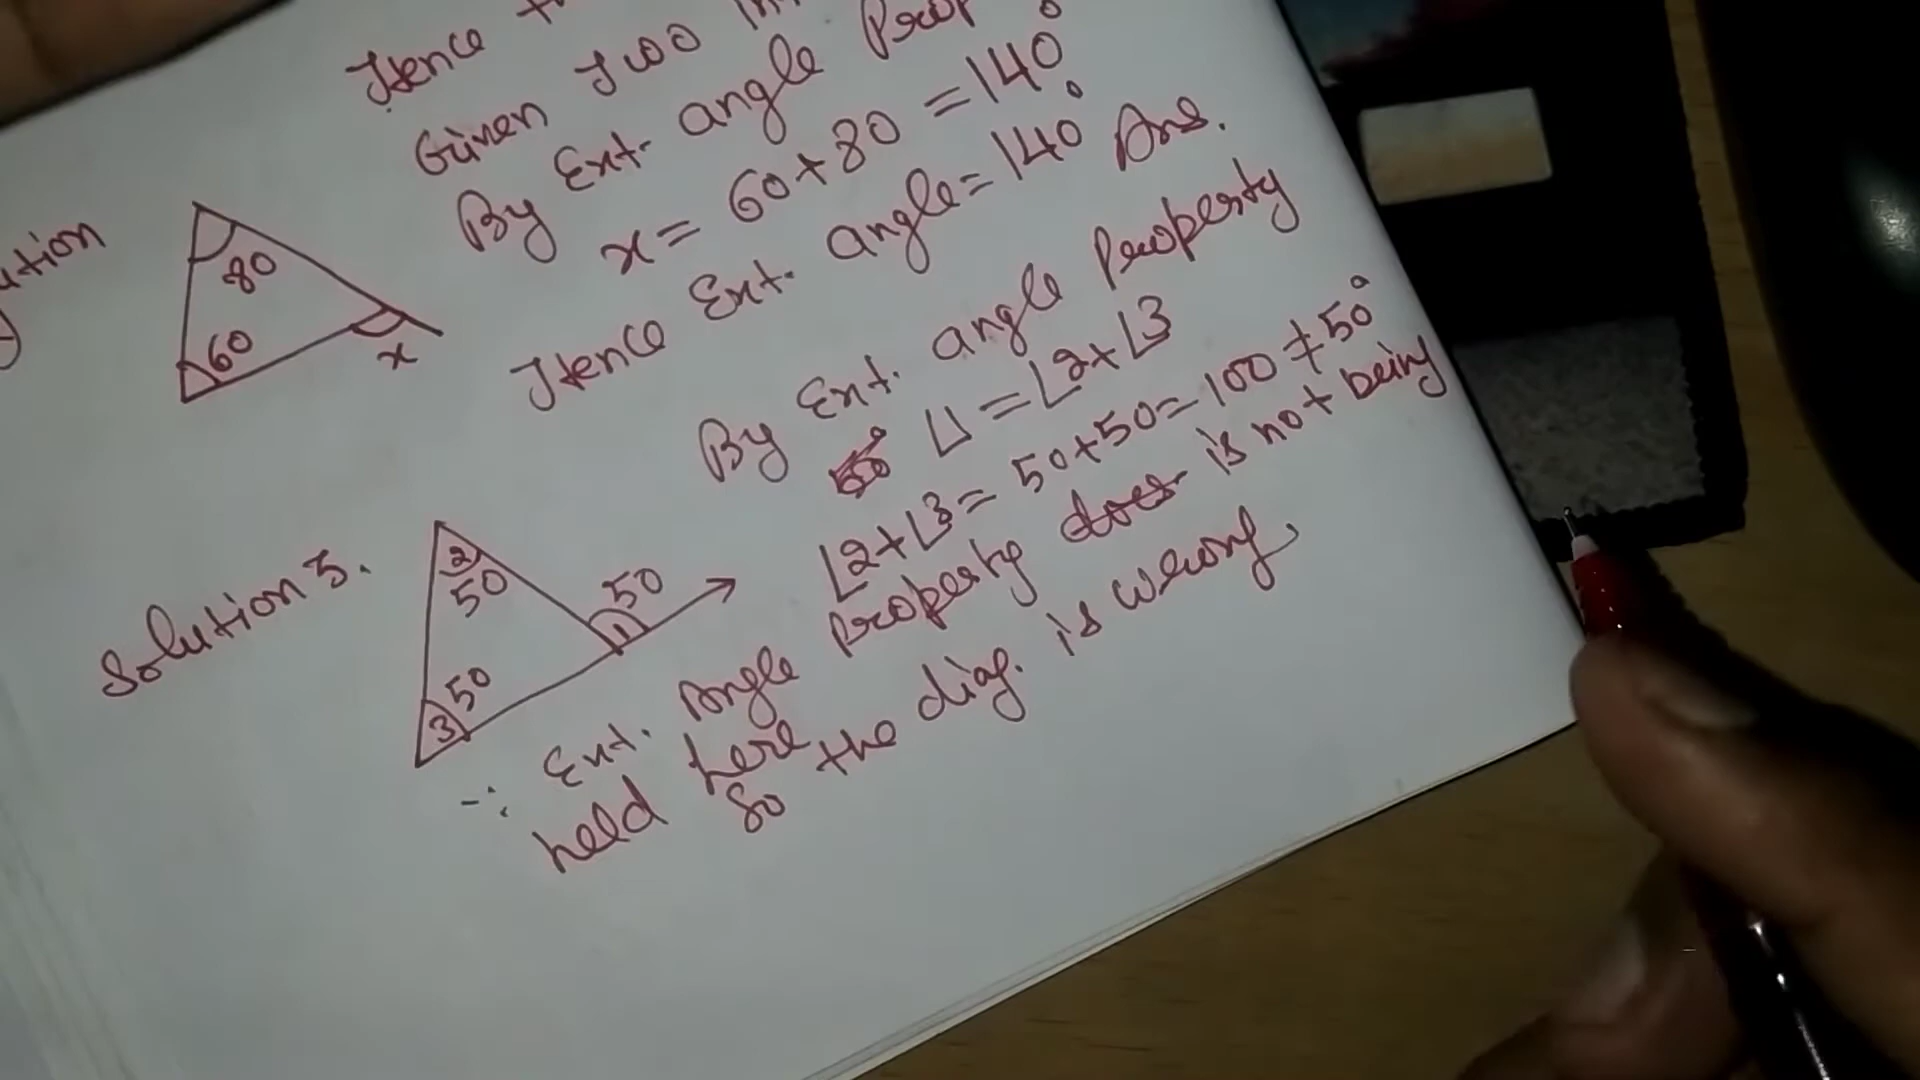 Hence
Given Two
By Ext. angle Prop
x = 60+80 = 140°
Hence Ext. angle = 140° Ans.
80
60
x
By Ext. angle Property
∠1 = ∠2+∠3
∠2+∠3 = 50+50 = 100 ≠ 50°
Solution 3.
2
50
50
1
50
3
∵ Ext. Angle property does is not being
held here
So the diag. is wrong